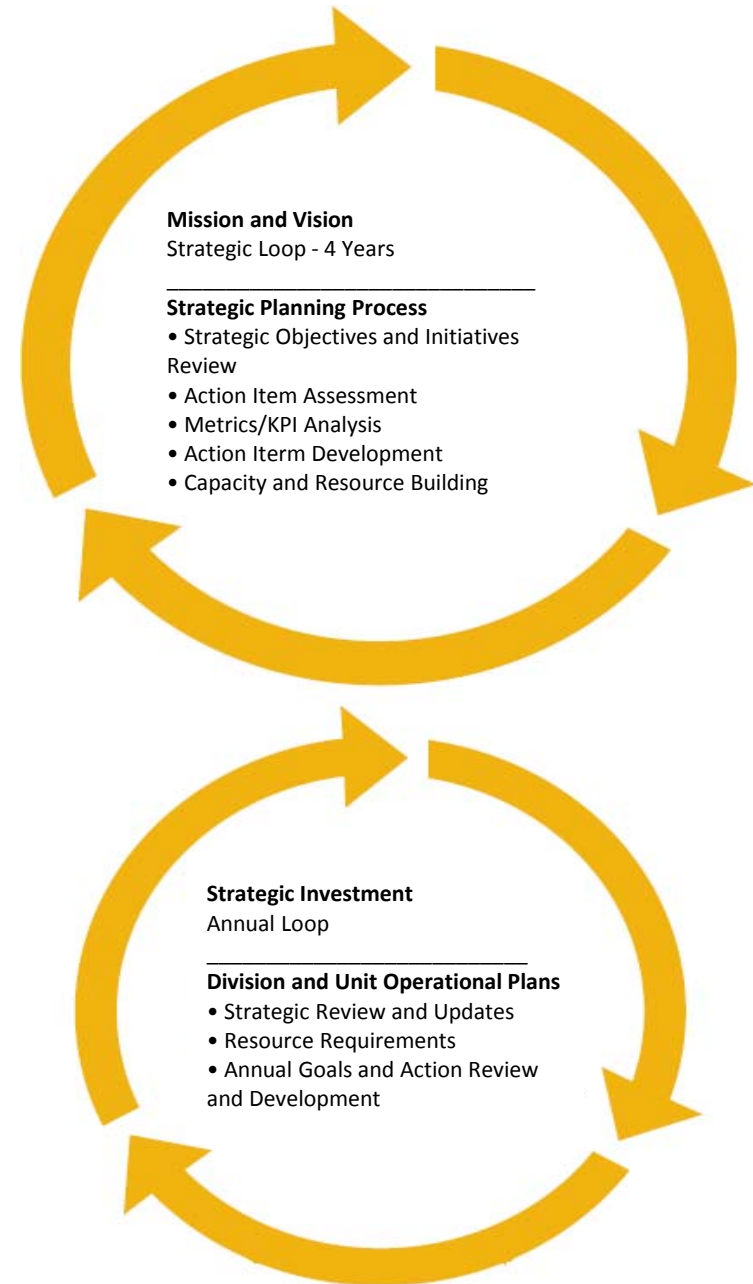 Mission and Vision
Strategic Loop - 4 Years
_______________________________
Strategic Planning Process
• Strategic Objectives and Initiatives
Review
• Action Item Assessment
• Metrics/KPI Analysis
• Action Iterm Development
• Capacity and Resource Building
Strategic Investment
Annual Loop
___________________________
Division and Unit Operational Plans
• Strategic Review and Updates
• Resource Requirements
• Annual Goals and Action Review
and Development